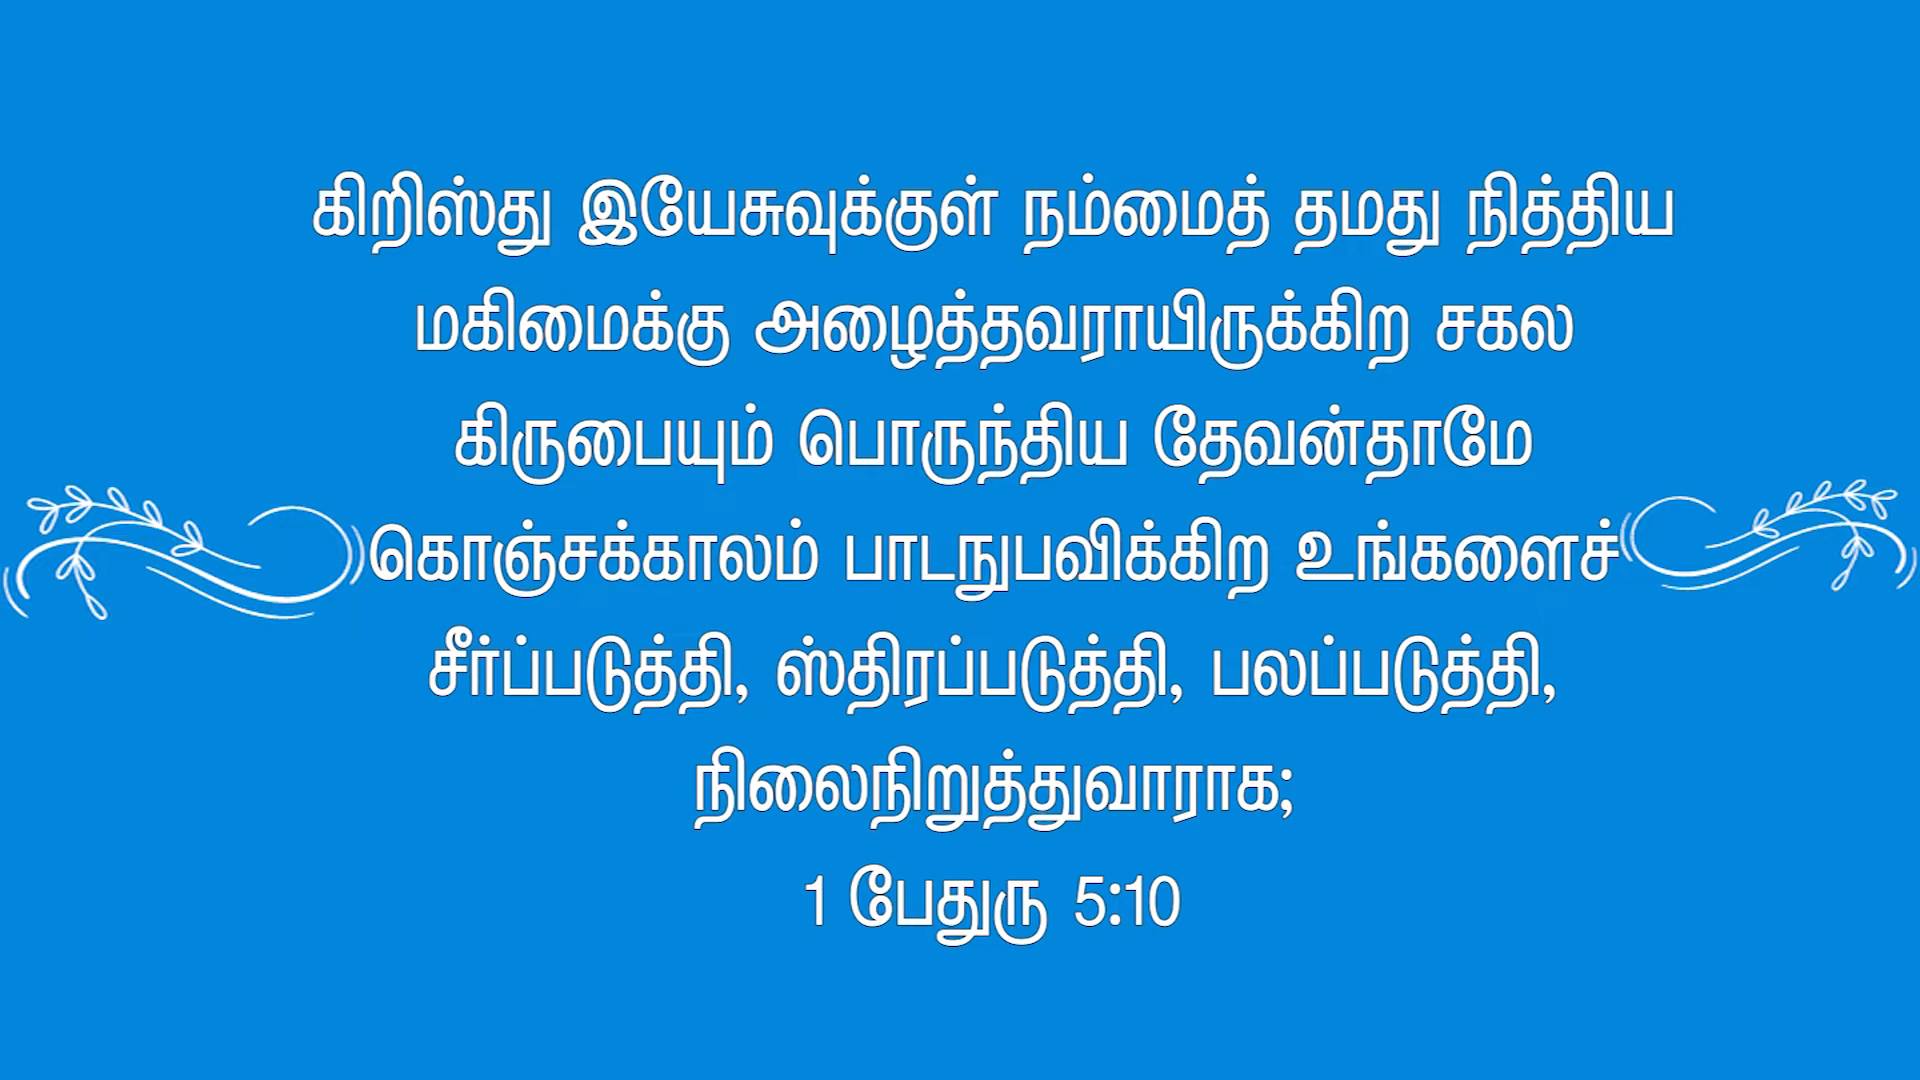 கிறிஸ்து இயேசுவுக்குள் நம்மைத் தமது நித்திய
மகிமைக்கு அழைத்தவராயிருக்கிற சகல
கிருபையும் பொருந்திய தேவன்தாமே
கொஞ்சக்காலம் பாடநுபவிக்கிற உங்களைச்
சீர்ப்படுத்தி, ஸ்திரப்படுத்தி, பலப்படுத்தி,
நிலைநிறுத்துவாராக;
1 பேதுரு 5:10